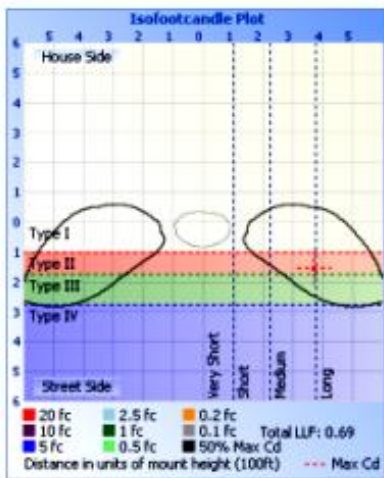 Isofootcandle Plot
5 4 3 2 1 0 1 2 3 4 5
6
House Side
5
4
3
2
1
0
Type I
1
Type II
2
Type III
3
Type IV
4
5
Very Short
Short
Medium
Long
Street Side
6
20 fc 2.5 fc 0.2 fc
10 fc 1 fc 0.1 fc Total LLF: 0.69
5 fc 0.5 fc 50% Max Cd
Distance in units of mount height (100ft) Max Cd